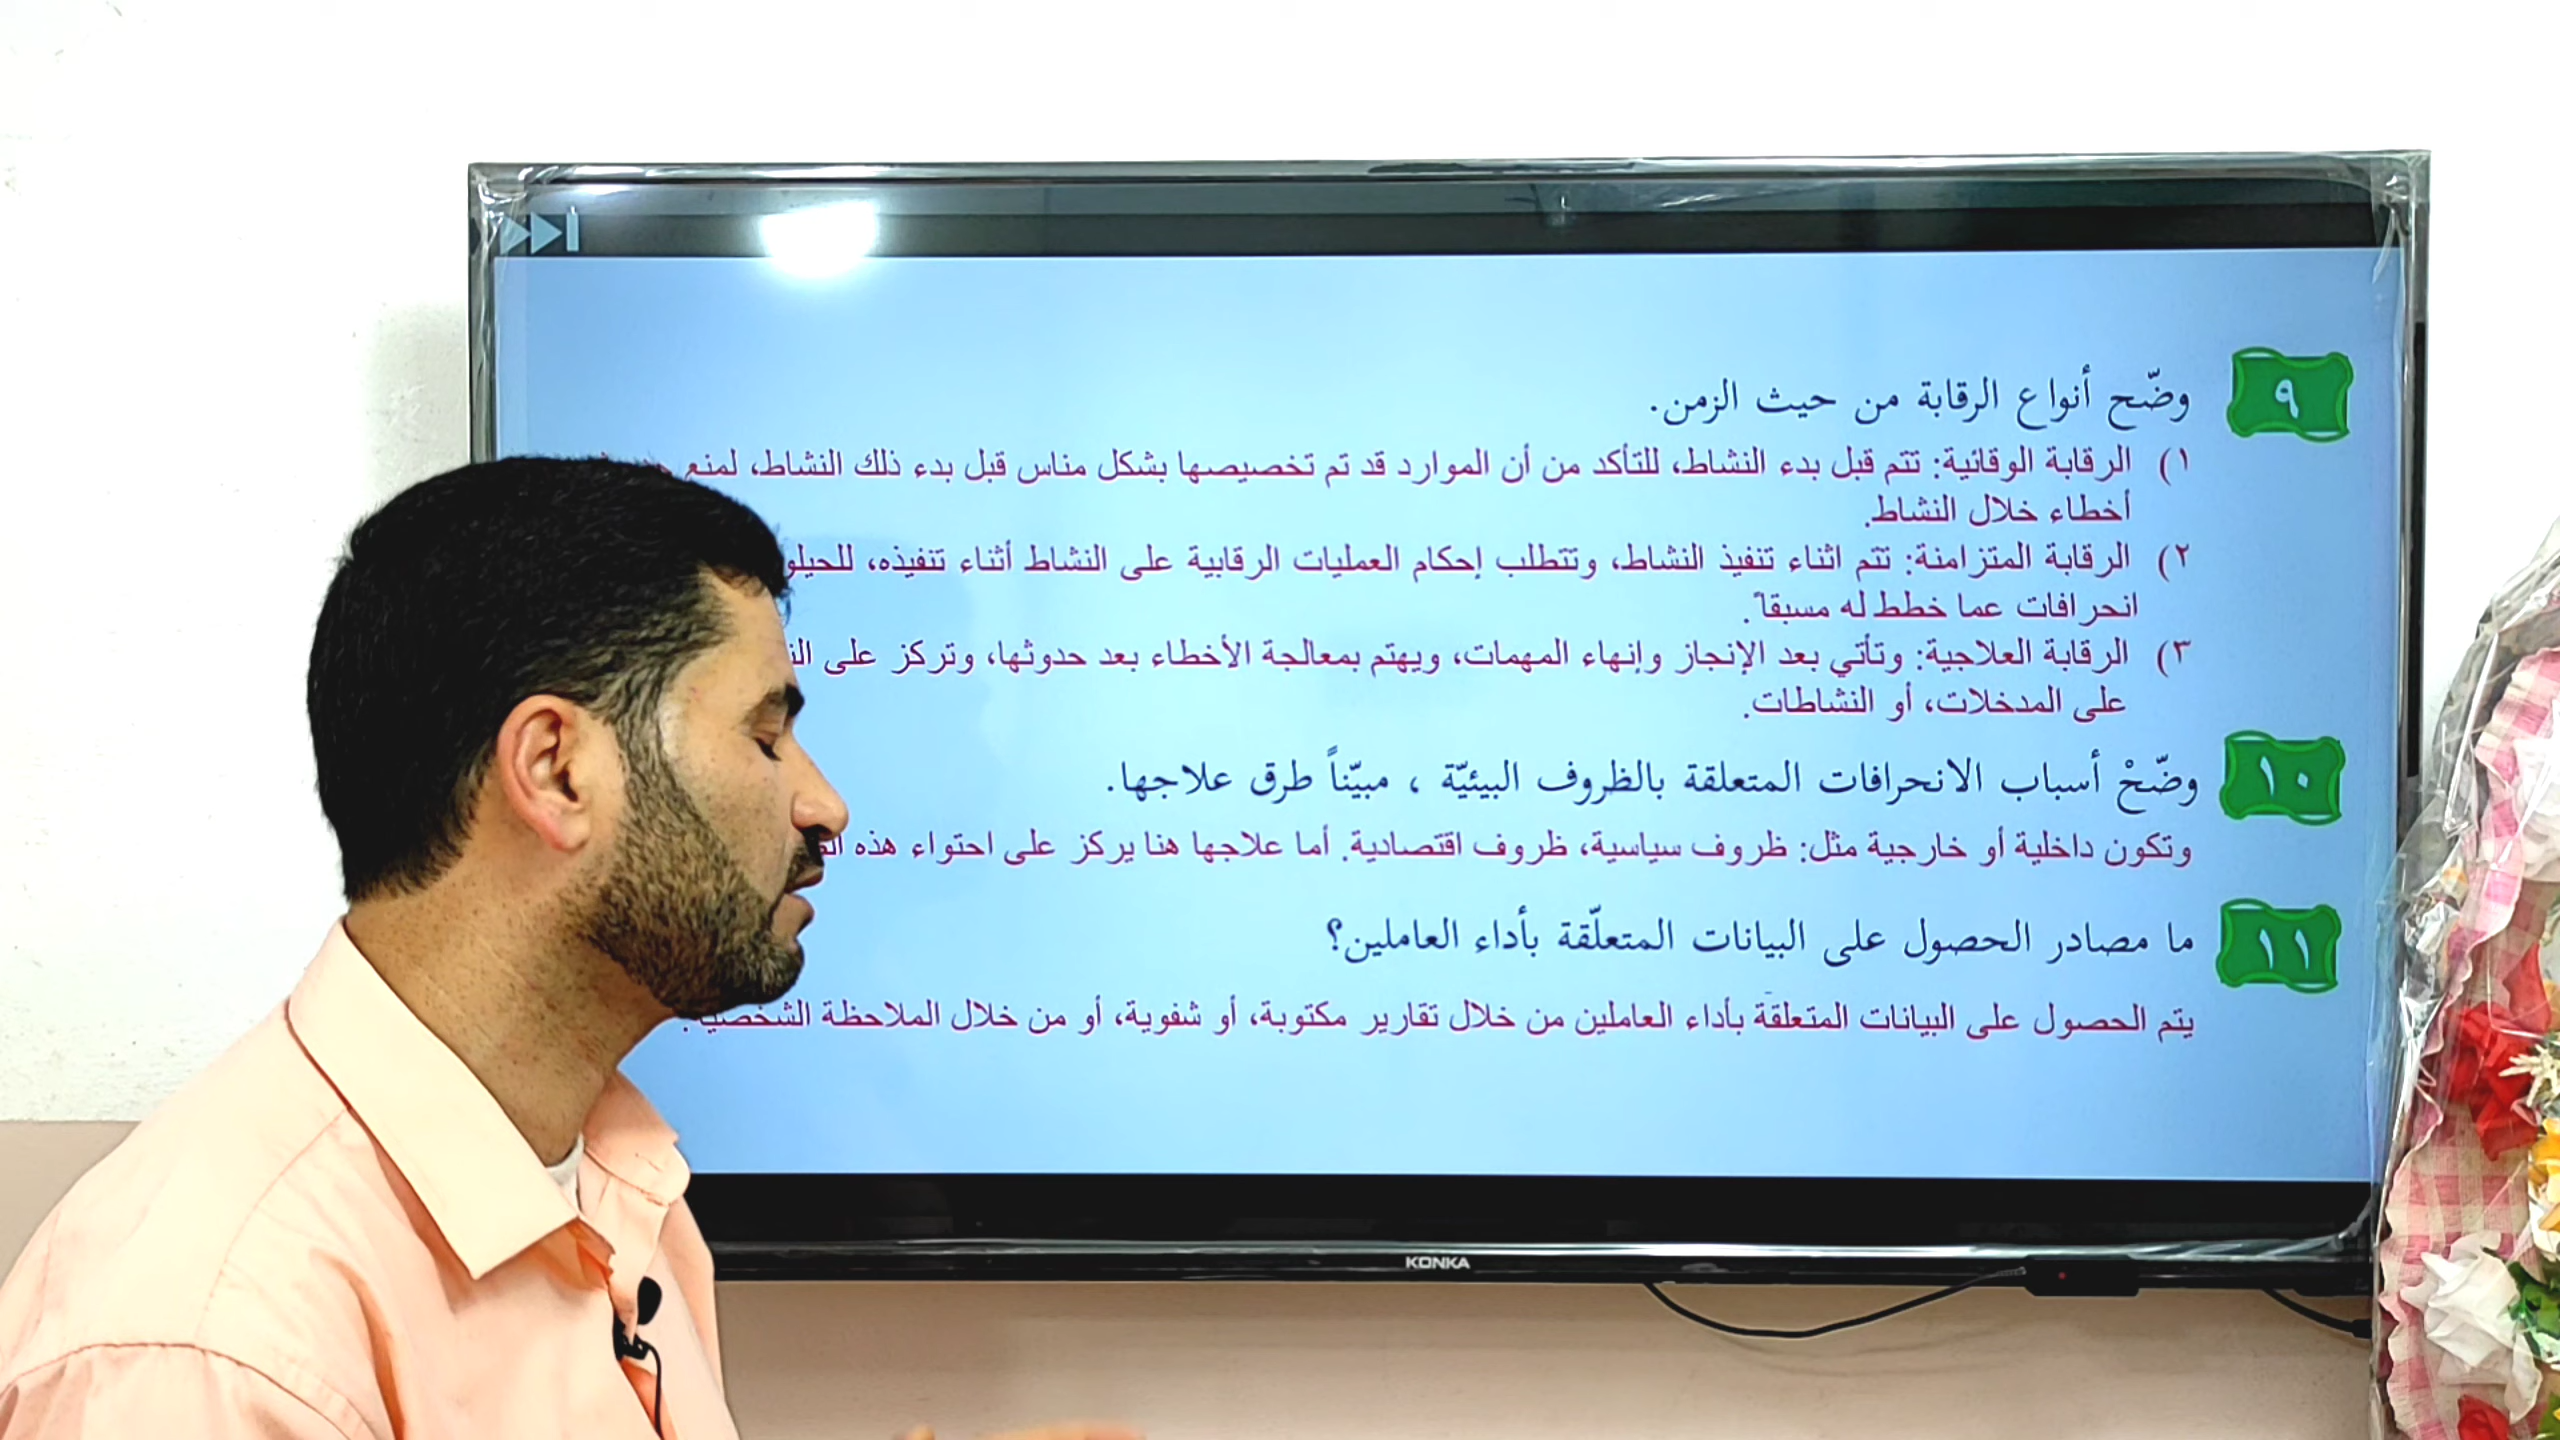 ٩ وضّح أنواع الرقابة من حيث الزمن.
١) الرقابة الوقائية: تتم قبل بدء النشاط، للتأكد من أن الموارد قد تم تخصيصها بشكل مناس قبل بدء ذلك النشاط، لمنع
أخطاء خلال النشاط.
٢) الرقابة المتزامنة: تتم اثناء تنفيذ النشاط، وتتطلب إحكام العمليات الرقابية على النشاط أثناء تنفيذه،
انحرافات عما خطط له مسبقاً.
٣) الرقابة العلاجية: وتأتي بعد الإنجاز وإنهاء المهمات، ويهتم بمعالجة الأخطاء بعد حدوثها، وتركز على
على المدخلات، أو النشاطات.
١٠ وضّحْ أسباب الانحرافات المتعلقة بالظروف البيئيّة ، مبيّناً طرق علاجها.
وتكون داخلية أو خارجية مثل: ظروف سياسية، ظروف اقتصادية. أما علاجها هنا يركز على احتواء هذه
١١ ما مصادر الحصول على البيانات المتعلّقة بأداء العاملين؟
يتم الحصول على البيانات المتعلقة بأداء العاملين من خلال تقارير مكتوبة، أو شفوية، أو من خلال الملاحظة الشخصية.
KONKA